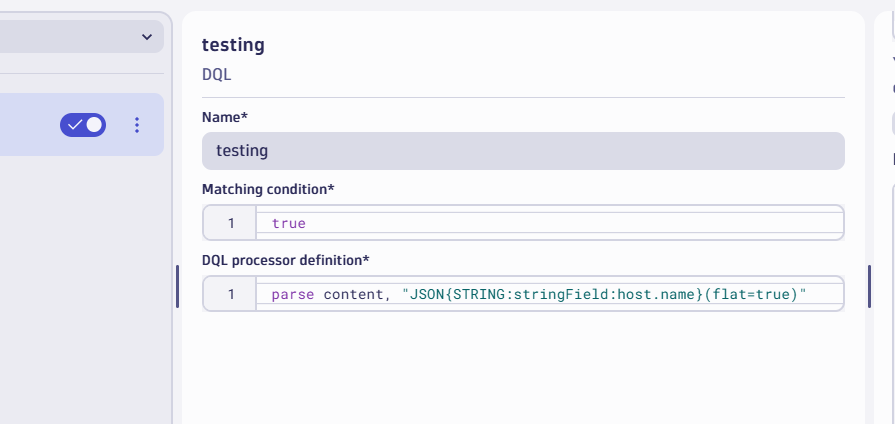 testing
DQL
Name*
testing
Matching condition*
1 true
DQL processor definition*
1 parse content, "JSON{STRING:stringField:host.name}(flat=true)"